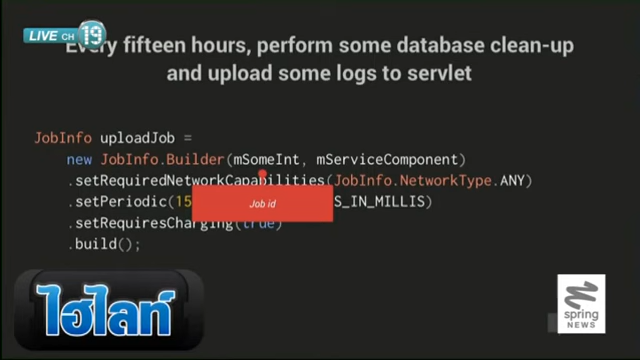 LIVE CH 19
Every fifteen hours, perform some database clean-up
and upload some logs to servlet
JobInfo uploadJob =
new JobInfo.Builder(mSomeInt, mServiceComponent)
.setRequiredNetworkCapabilities(JobInfo.NetworkType.ANY)
.setPeriodic(15 S_IN_MILLIS)
Job id
.setRequiresCharging(true)
.build();
ไฮไลท์
spring
NEWS